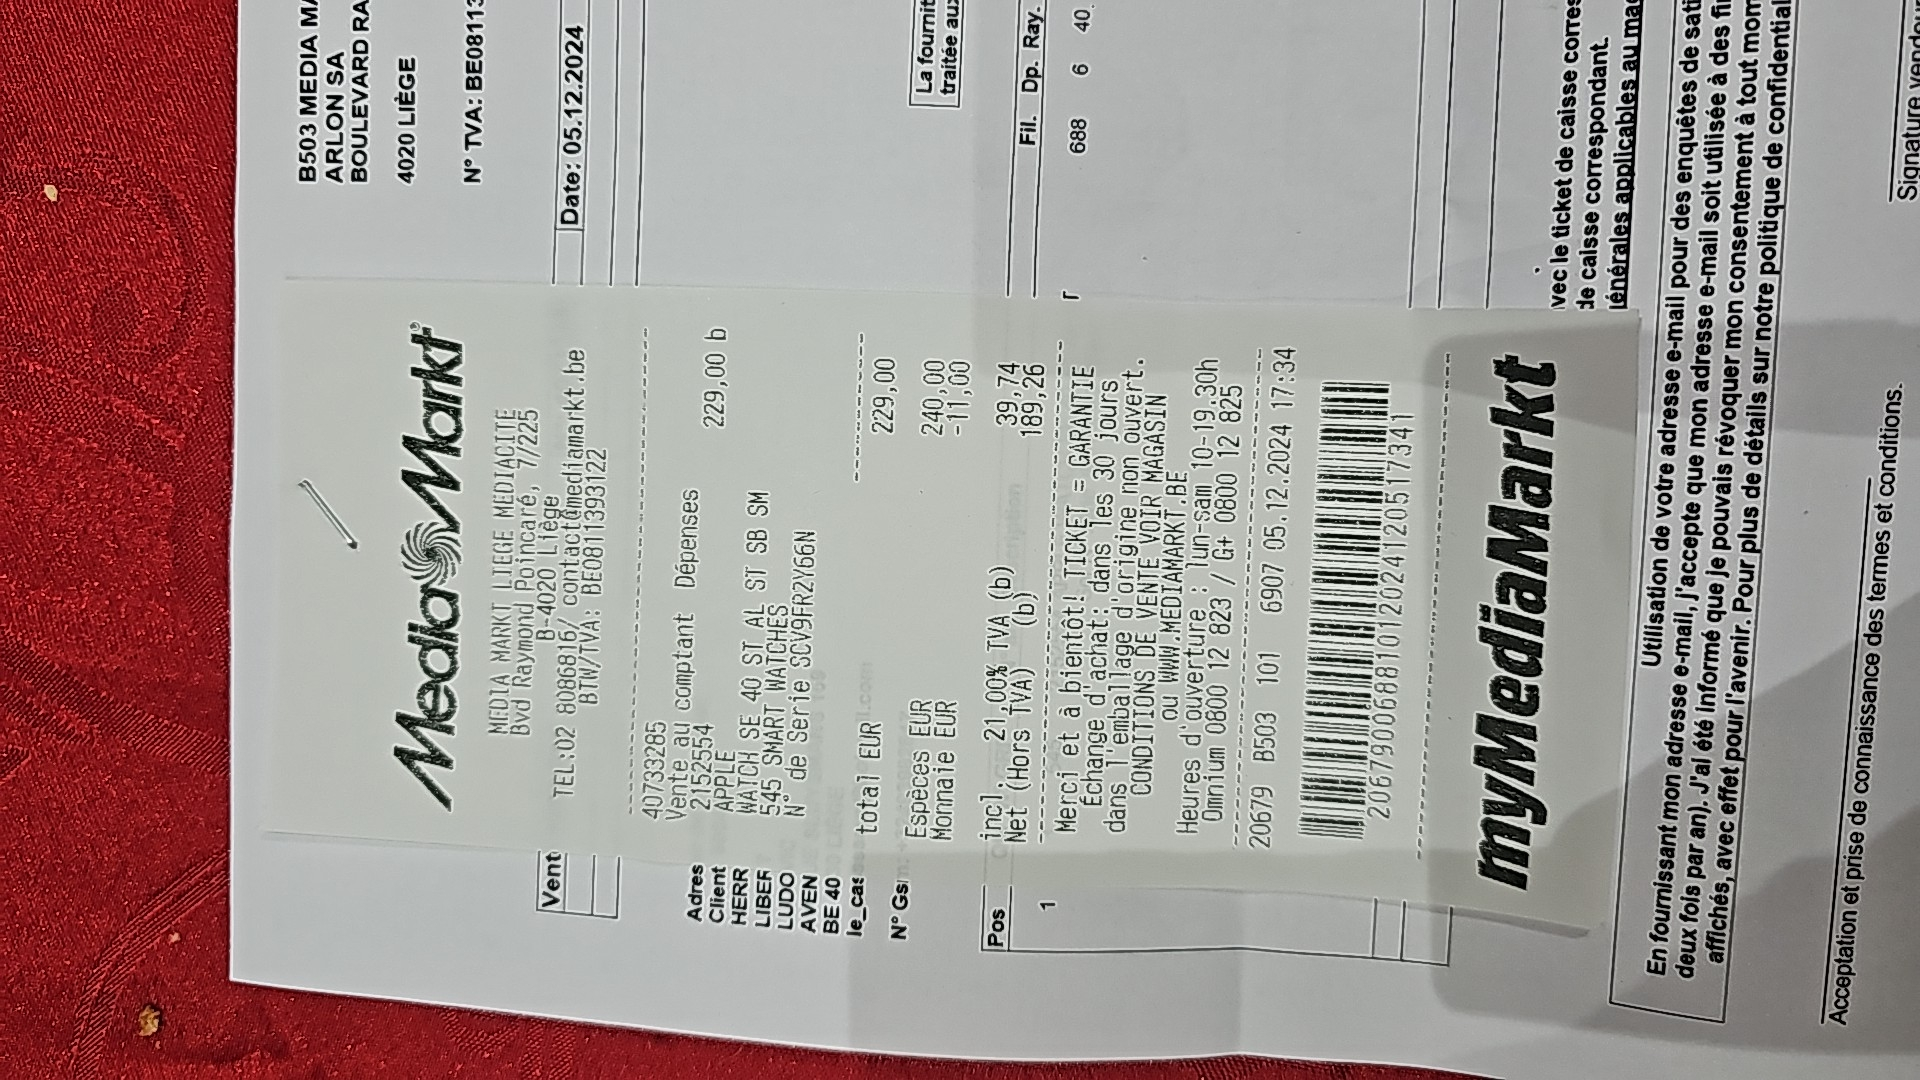 B503 MEDIA MA
ARLON SA
BOULEVARD RA
4020 LIÈGE
N° TVA: BE08113
Date: 05.12.2024
La fournit
traitée aux
Vent
Adres
Client
HERR
LIBER
LUDO
AVEN
BE 40
le_cas
N° Gsm
Pos
Fil. Dp. Ray.
1
688 6 40.
r
MediaMarkt®
MEDIA MARKT LIEGE MEDIACITE
Bvd Raymond Poincaré, 7/225
B-4020 Liège
TEL:02 8086816/ contact@mediamarkt.be
BTW/TVA: BE0811393122
40733285
Vente au comptant Dépenses
2152554
APPLE 229,00 b
WATCH SE 40 ST AL ST SB SM
545 SMART WATCHES
N° de Serie SCV9FR2Y66N
total EUR 229,00
Espèces EUR 240,00
Monnaie EUR -11,00
incl. 21,00% TVA (b) 39,74
Net (Hors TVA) (b) 189,26
Merci et à bientôt! TICKET = GARANTIE
Échange d'achat: dans les 30 jours
dans l'emballage d'origine non ouvert.
CONDITIONS DE VENTE VOIR MAGASIN
ou WWW.MEDIAMARKT.BE
Heures d'ouverture : lun-sam 10-19.30h
Omnium 0800 12 823 / G+ 0800 12 825
20679 B503 101 6907 05.12.2024 17:34
2067900688101202412051 7341
myMediaMarkt
vec le ticket de caisse corres
de caisse correspondant.
générales applicables au mag
Utilisation de votre adresse e-mail
En fournissant mon adresse e-mail, j'accepte que mon adresse e-mail soit utilisée à des fin
pour des enquêtes de sati
deux fois par an). J'ai été informé que je pouvais révoquer mon consentement à tout mom
affichés, avec effet pour l'avenir. Pour plus de détails sur notre politique de confidential
Acceptation et prise de connaissance des termes et conditions.
Signature vendeur